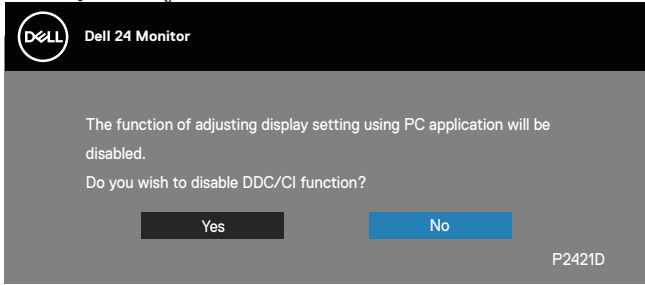 DELL
Dell 24 Monitor
The function of adjusting display setting using PC application will be
disabled.
Do you wish to disable DDC/CI function?
Yes
No
P2421D